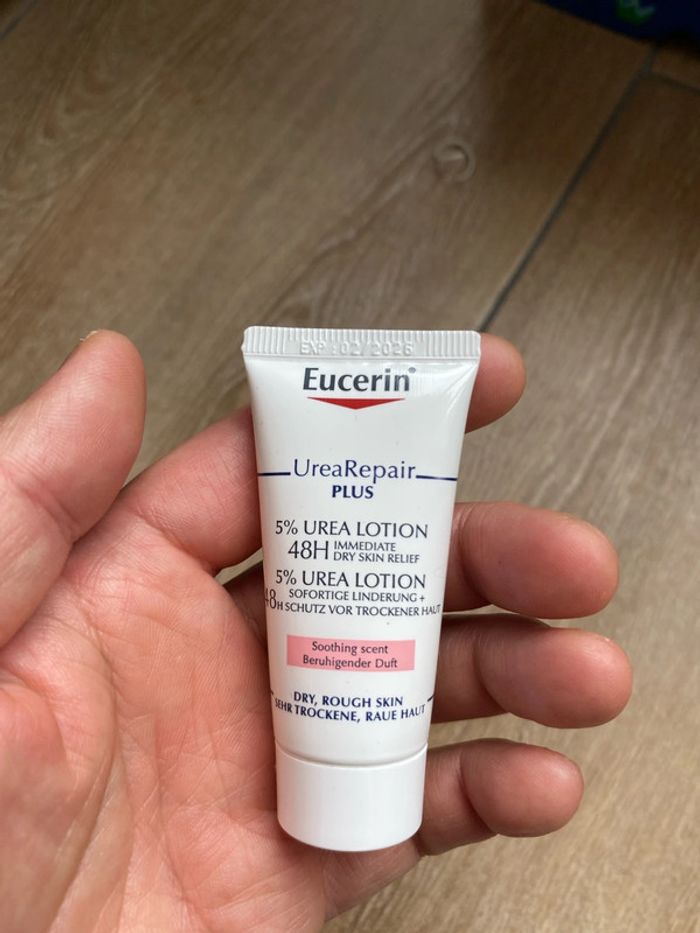 EXP : 02/2026
Eucerin®
UreaRepair
PLUS
5% UREA LOTION
48H IMMEDIATE
DRY SKIN RELIEF
5% UREA LOTION
48H SOFORTIGE LINDERUNG +
SCHUTZ VOR TROCKENER HAUT
Soothing scent
Beruhigender Duft
DRY, ROUGH SKIN
SEHR TROCKENE, RAUE HAUT